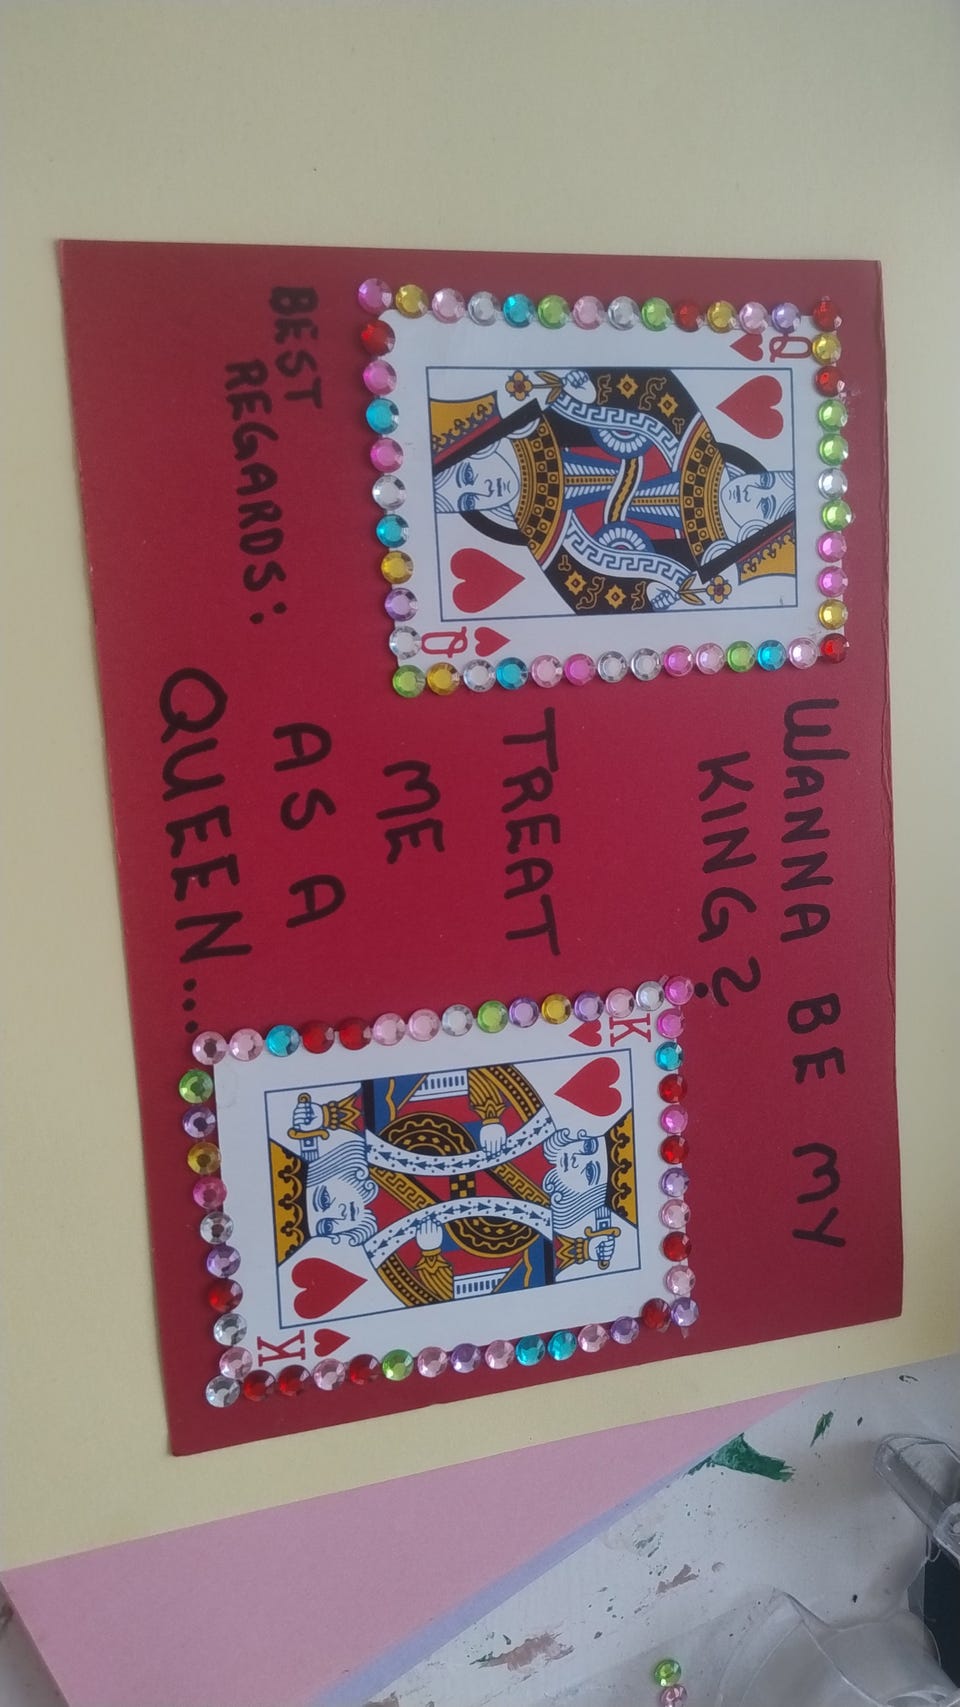 Q
WANNA BE MY
KING?
K
TREAT
ME
AS A
QUEEN...
Q
BEST
REGARDS:
K